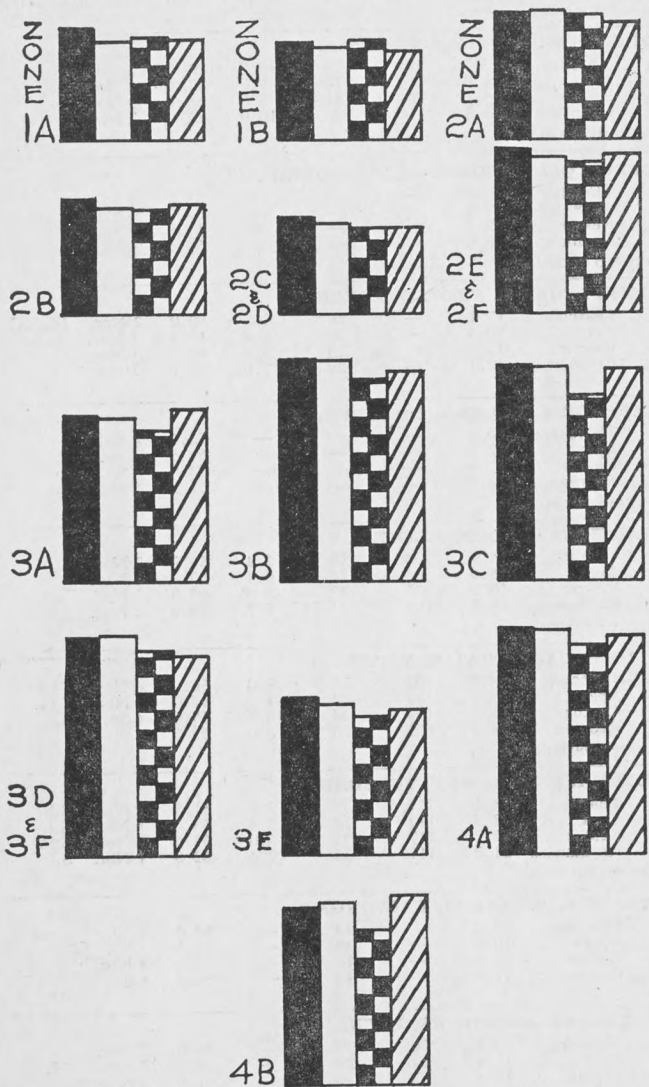 ZONE 1A
ZONE 1B
ZONE 2A
2B
2C & 2D
2E & 2F
3A
3B
3C
3D & 3F
3E
4A
4B